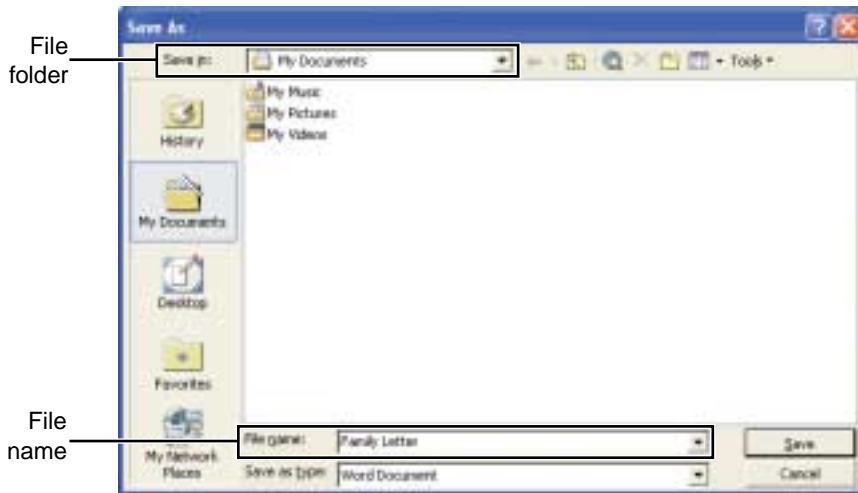 Save As
File
folder
Save in:
My Documents
Tools
My Music
My Pictures
My Videos
History
My Documents
Desktop
Favorites
My Network
Places
File
name
File name:
Family Letter
Save
Save as type:
Word Document
Cancel